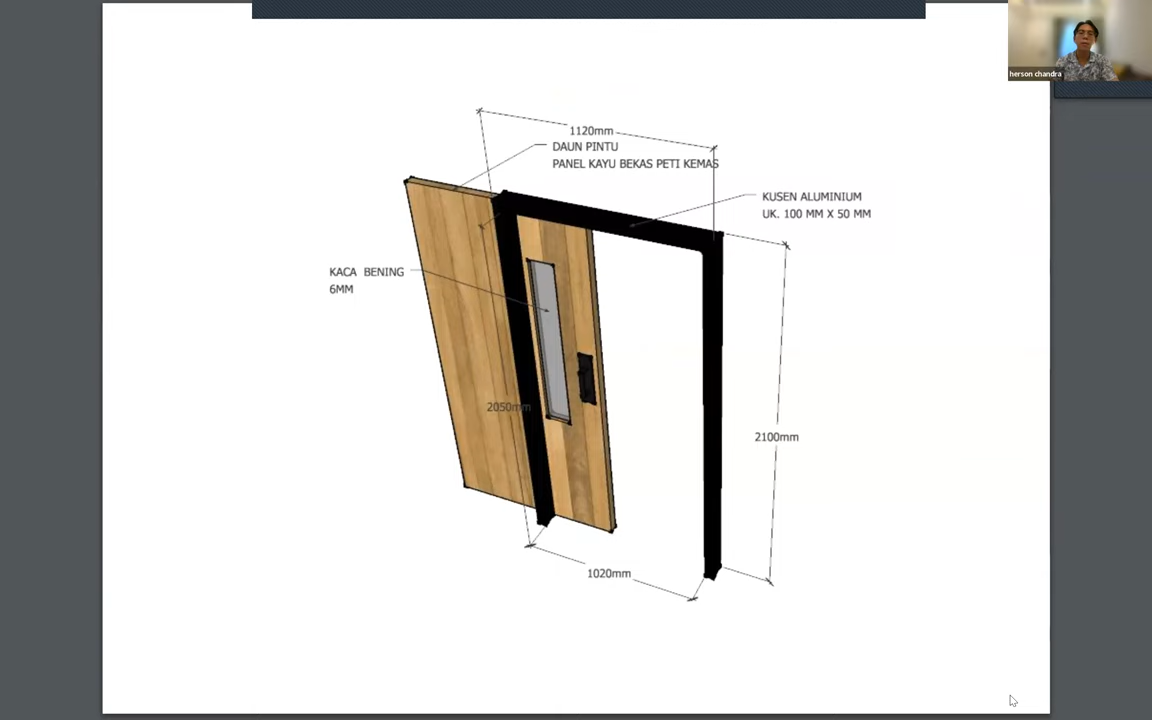 herson chandra
1120mm
DAUN PINTU
PANEL KAYU BEKAS PETI KEMAS
KUSEN ALUMINIUM
UK. 100 MM X 50 MM
KACA BENING
6MM
2050mm
2100mm
1020mm